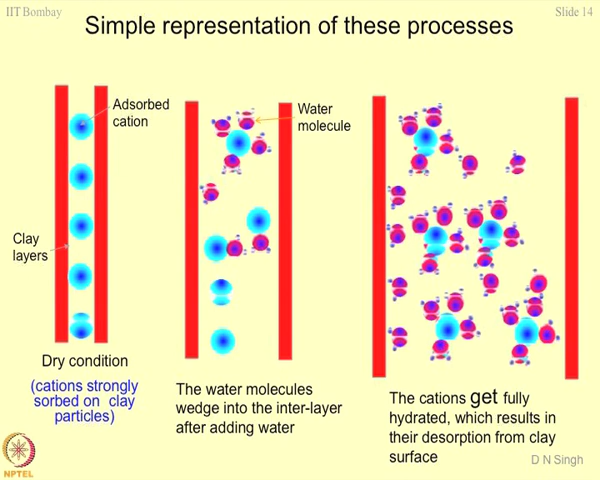 IIT Bombay
Slide 14
Simple representation of these processes
Adsorbed
cation
Water
molecule
Clay
layers
Dry condition
(cations strongly
sorbed on clay
particles)
The water molecules
wedge into the inter-layer
after adding water
The cations get fully
hydrated, which results in
their desorption from clay
surface
D N Singh
NPTEL